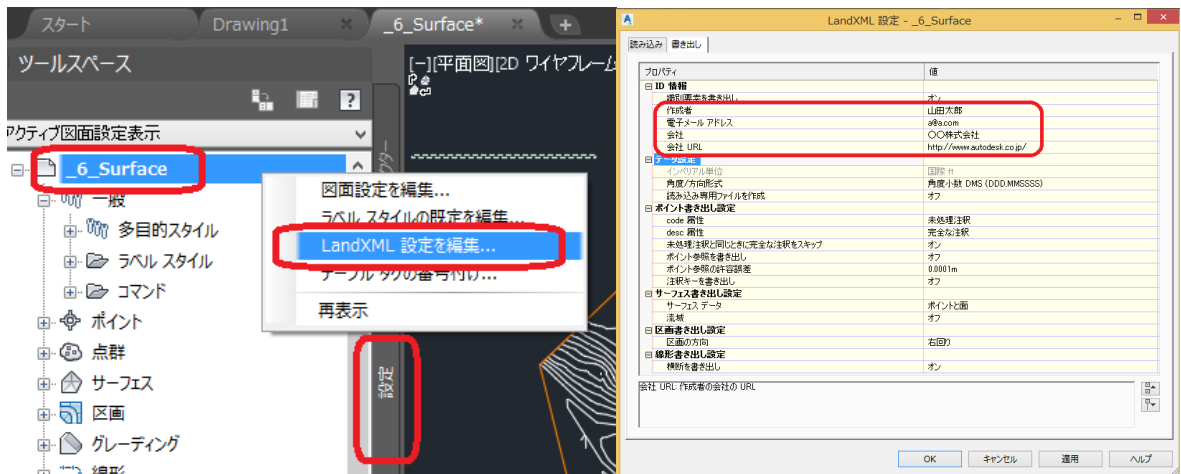 スタート
Drawing1
_6_Surface*
ツールスペース
[−][平面図][2D ワイヤフレーム
アクティブ図面設定表示
_6_Surface
一般
多目的スタイル
ラベル スタイル
コマンド
ポイント
点群
サーフェス
区画
グレーディング
線形
図面設定を編集...
ラベル スタイルの既定を編集...
LandXML 設定を編集...
テーブル タグの番号付け...
再表示
設定
LandXML 設定 - _6_Surface
読み込み 書き出し
プロパティ 値
ID 情報
識別要素を書き出し オン
作成者 山田太郎
電子メール アドレス a@a.com
会社 〇〇株式会社
会社 URL http://www.autodesk.co.jp/
データ設定
インペリアル単位 国際 ft
角度/方向形式 角度小数 DMS (DDD.MMSSSS)
読み込み専用ファイルを作成 オフ
ポイント書き出し設定
code 属性 未処理注釈
desc 属性 完全な注釈
未処理注釈と同じときに完全な注釈をスキップ オン
ポイント参照を書き出し オフ
ポイント参照の許容誤差 0.0001m
注釈キーを書き出し オフ
サーフェス書き出し設定
サーフェス データ ポイントと面
流域 オフ
区画書き出し設定
区画の方向 右回り
線形書き出し設定
横断を書き出し オン
会社 URL: 作成者の会社の URL
OK キャンセル 適用 ヘルプ